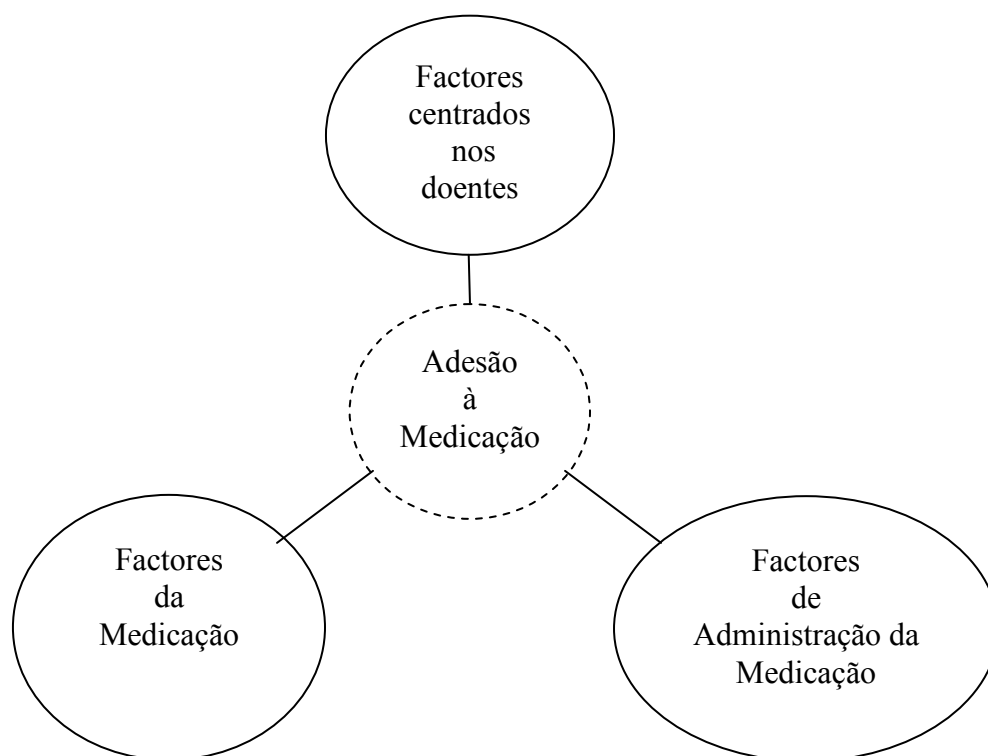 Factores
centrados
nos
doentes
Adesão
à
Medicação
Factores
da
Medicação
Factores
de
Administração da
Medicação